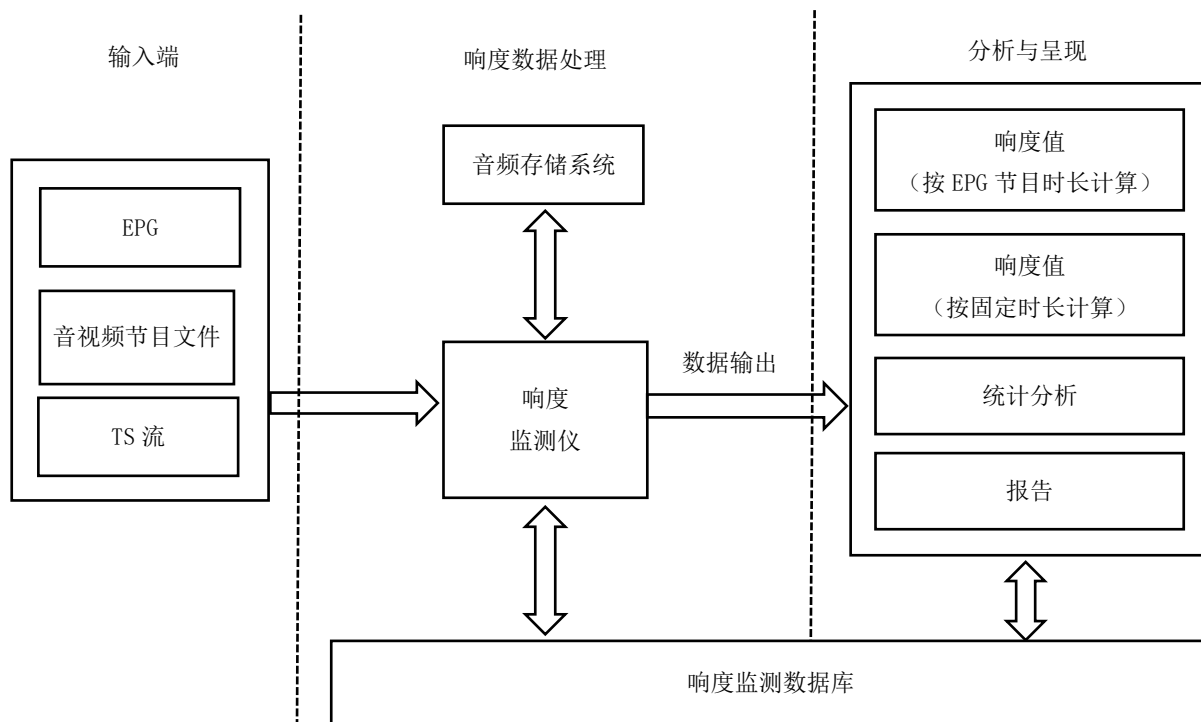 输入端
响度数据处理
分析与呈现
EPG
音视频节目文件
TS 流
音频存储系统
响度
监测仪
数据输出
响度值
（按 EPG 节目时长计算）
响度值
（按固定时长计算）
统计分析
报告
响度监测数据库